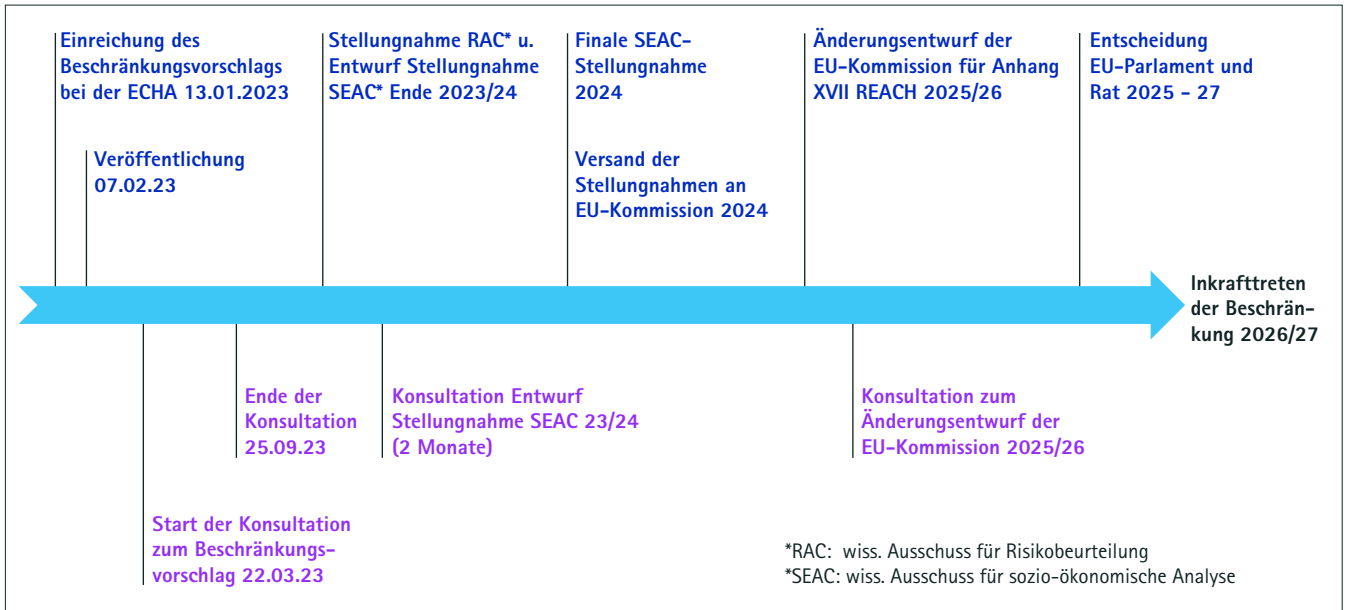 Einreichung des
Beschränkungsvorschlags
bei der ECHA 13.01.2023
Veröffentlichung
07.02.23
Stellungnahme RAC* u.
Entwurf Stellungnahme
SEAC* Ende 2023/24
Finale SEAC-
Stellungnahme
2024
Versand der
Stellungnahmen an
EU-Kommission 2024
Änderungsentwurf der
EU-Kommission für Anhang
XVII REACH 2025/26
Entscheidung
EU-Parlament und
Rat 2025 - 27
Inkrafttreten
der Beschrän-
kung 2026/27
Ende der
Konsultation
25.09.23
Konsultation Entwurf
Stellungnahme SEAC 23/24
(2 Monate)
Konsultation zum
Änderungsentwurf der
EU-Kommission 2025/26
Start der Konsultation
zum Beschränkungs-
vorschlag 22.03.23
*RAC: wiss. Ausschuss für Risikobeurteilung
*SEAC: wiss. Ausschuss für sozio-ökonomische Analyse